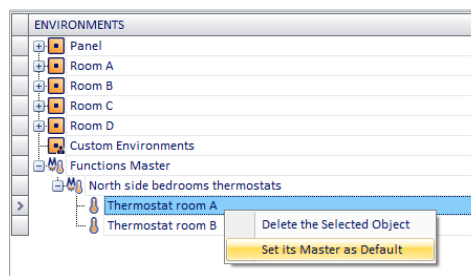 ENVIRONMENTS
Panel
Room A
Room B
Room C
Room D
Custom Environments
Functions Master
North side bedrooms thermostats
Thermostat room A
Thermostat room B
Delete the Selected Object
Set its Master as Default